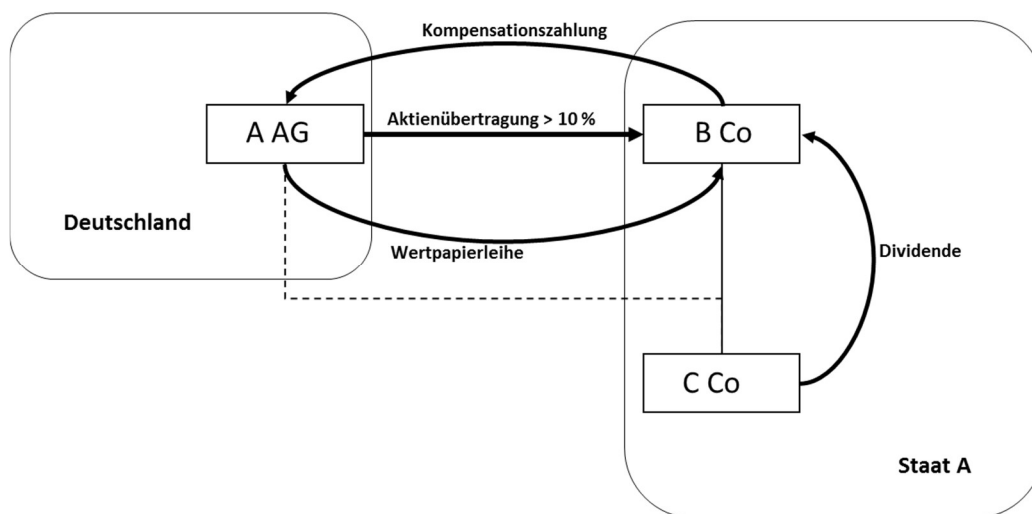 Kompensationszahlung
A AG
Aktienübertragung > 10 %
B Co
Deutschland
Wertpapierleihe
Dividende
C Co
Staat A